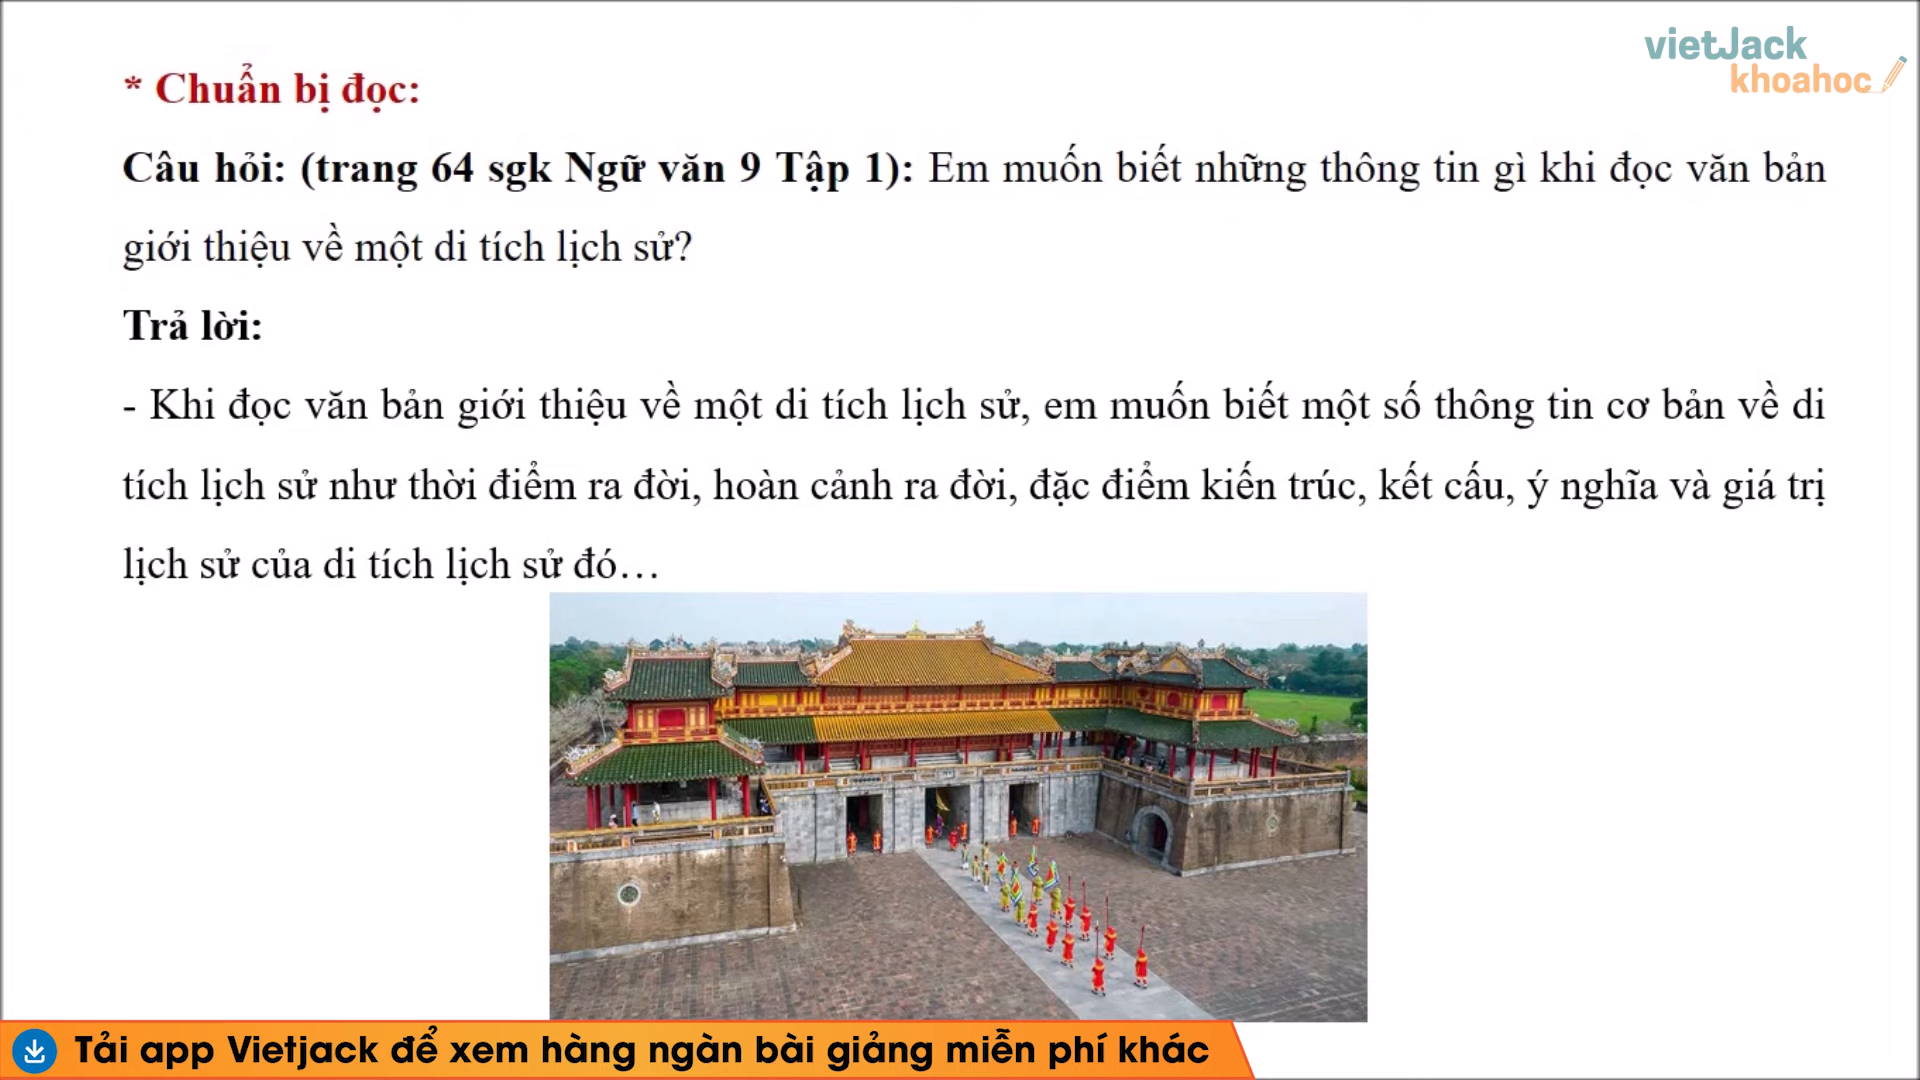 vietJack
khoahoc
* Chuẩn bị đọc:
Câu hỏi: (trang 64 sgk Ngữ văn 9 Tập 1): Em muốn biết những thông tin gì khi đọc văn bản
giới thiệu về một di tích lịch sử?
Trả lời:
- Khi đọc văn bản giới thiệu về một di tích lịch sử, em muốn biết một số thông tin cơ bản về di
tích lịch sử như thời điểm ra đời, hoàn cảnh ra đời, đặc điểm kiến trúc, kết cấu, ý nghĩa và giá trị
lịch sử của di tích lịch sử đó…
Tải app Vietjack để xem hàng ngàn bài giảng miễn phí khác